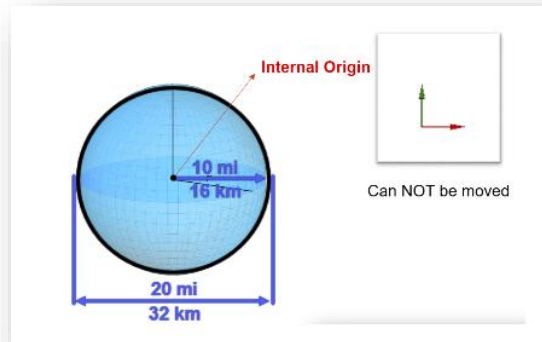 Internal Origin
10 mi
16 km
Can NOT be moved
20 mi
32 km